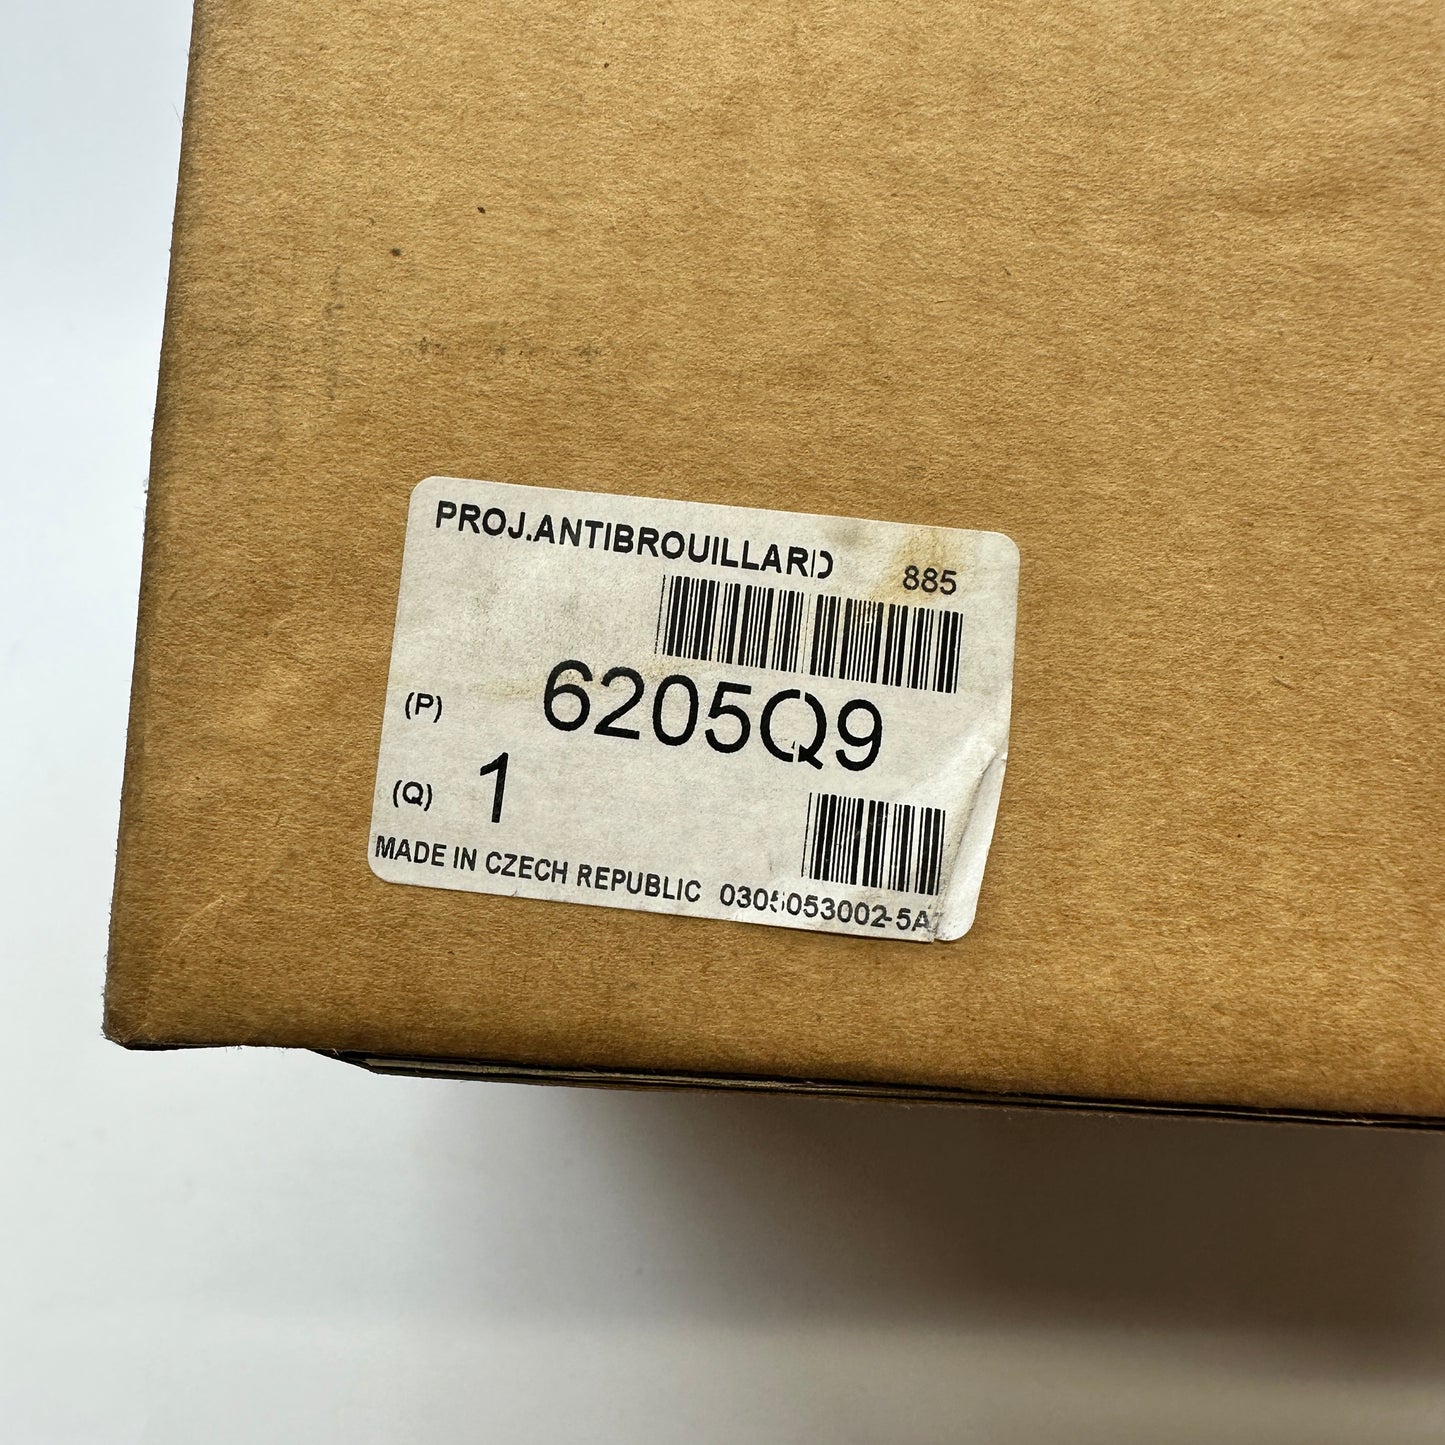 PROJ.ANTIBROUILLARD 885
(P) 6205Q9
(Q) 1
MADE IN CZECH REPUBLIC